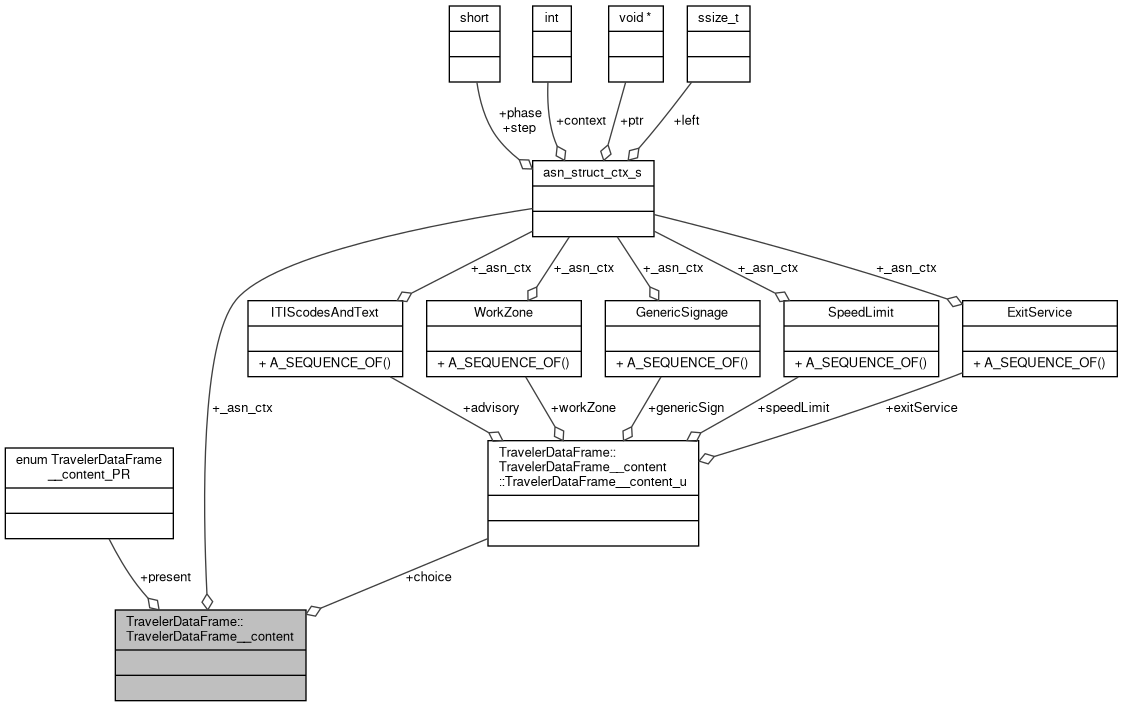 short
int
void *
ssize_t
+phase
+step
+context
+ptr
+left
asn_struct_ctx_s
+_asn_ctx
+_asn_ctx
+_asn_ctx
+_asn_ctx
+_asn_ctx
ITIScodesAndText
+ A_SEQUENCE_OF()
WorkZone
+ A_SEQUENCE_OF()
GenericSignage
+ A_SEQUENCE_OF()
SpeedLimit
+ A_SEQUENCE_OF()
ExitService
+ A_SEQUENCE_OF()
+_asn_ctx
+advisory
+workZone
+genericSign
+speedLimit
+exitService
enum TravelerDataFrame
__content_PR
TravelerDataFrame::
TravelerDataFrame__content
::TravelerDataFrame__content_u
+present
+choice
TravelerDataFrame::
TravelerDataFrame__content